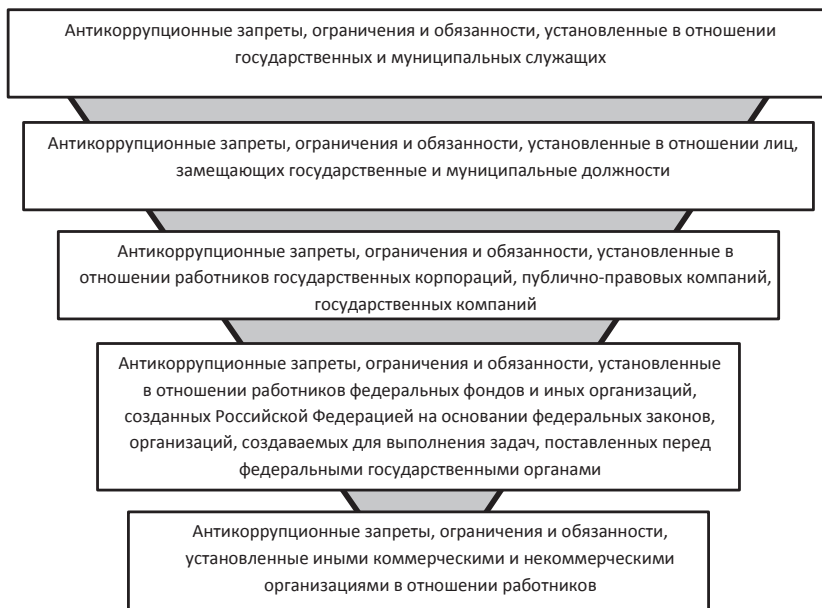 Антикоррупционные запреты, ограничения и обязанности, установленные в отношении
государственных и муниципальных служащих
Антикоррупционные запреты, ограничения и обязанности, установленные в отношении лиц,
замещающих государственные и муниципальные должности
Антикоррупционные запреты, ограничения и обязанности, установленные в
отношении работников государственных корпораций, публично-правовых компаний,
государственных компаний
Антикоррупционные запреты, ограничения и обязанности, установленные
в отношении работников федеральных фондов и иных организаций,
созданных Российской Федерацией на основании федеральных законов,
организаций, создаваемых для выполнения задач, поставленных перед
федеральными государственными органами
Антикоррупционные запреты, ограничения и обязанности,
установленные иными коммерческими и некоммерческими
организациями в отношении работников